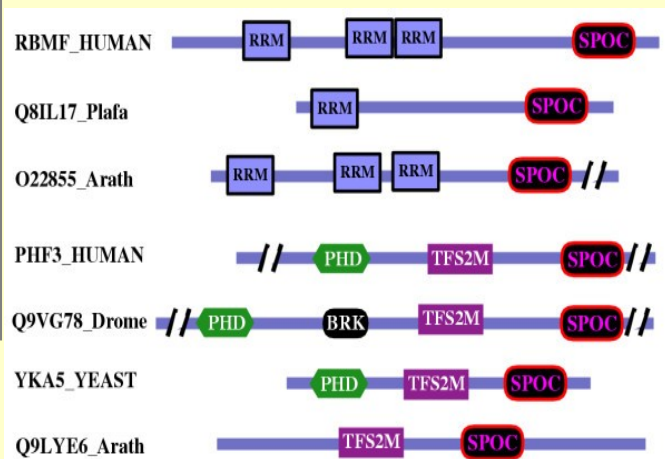 RBMF_HUMAN RRM RRM RRM SPOC
Q8IL17_Plafa RRM SPOC
O22855_Arath RRM RRM RRM SPOC
PHF3_HUMAN PHD TFS2M SPOC
Q9VG78_Drome PHD BRK TFS2M SPOC
YKA5_YEAST PHD TFS2M SPOC
Q9LYE6_Arath TFS2M SPOC